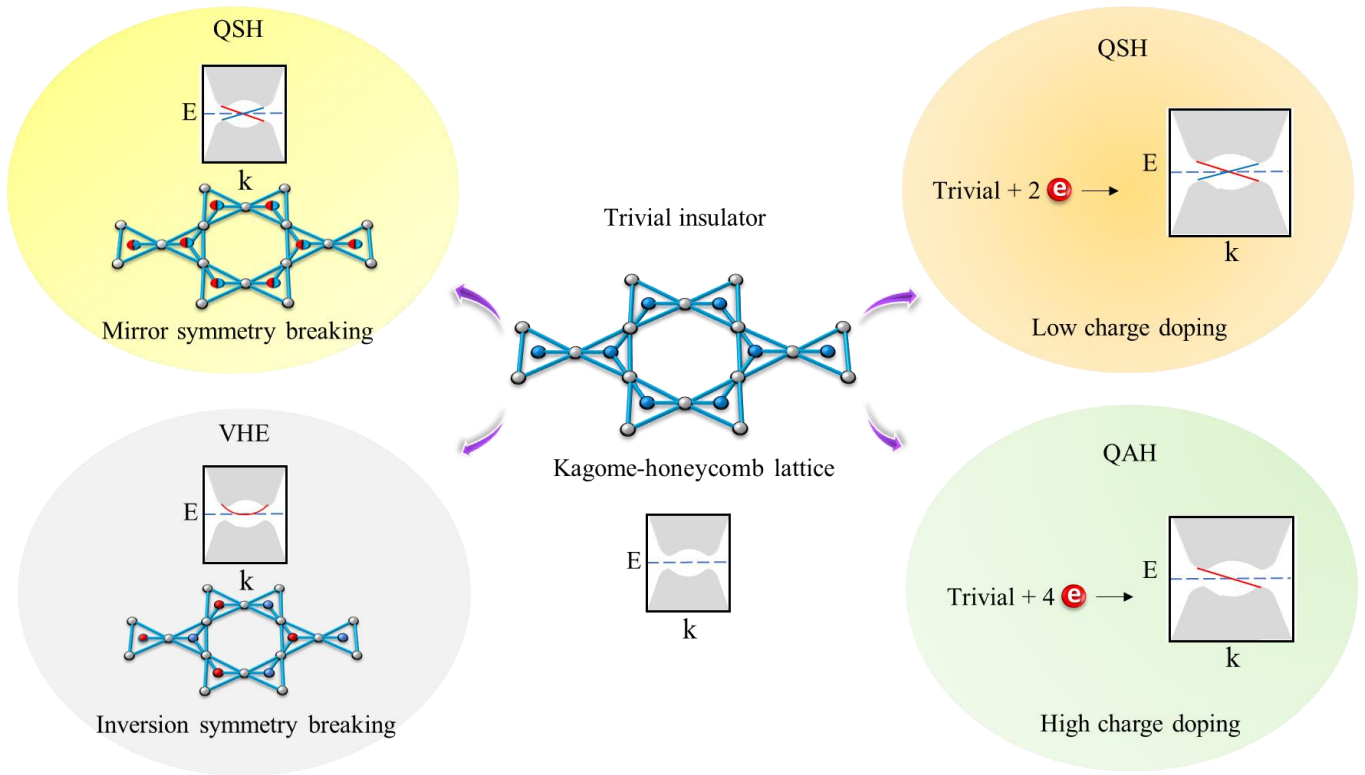 QSH
E
k
Mirror symmetry breaking
VHE
E
k
Inversion symmetry breaking
Trivial insulator
Kagome-honeycomb lattice
E
k
QSH
E
Trivial + 2 e
k
Low charge doping
QAH
E
Trivial + 4 e
k
High charge doping